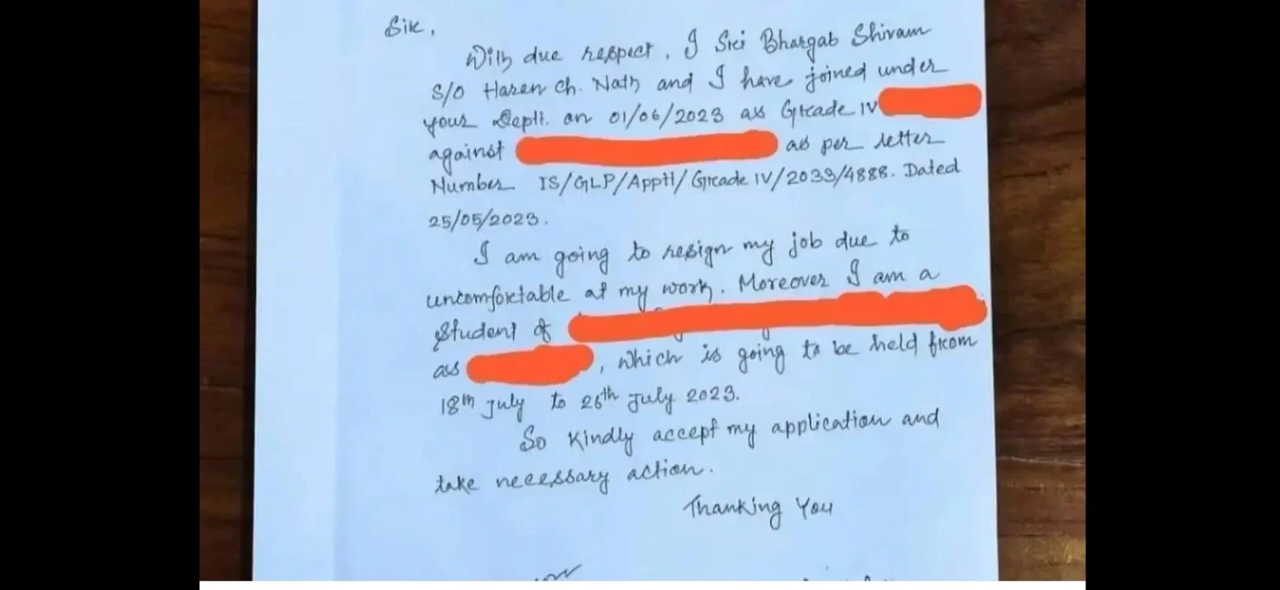 Sir,
With due respect, I Sri Bhargab Shivam
S/O Haren Ch. Nath and I have joined under
your Deptt. on 01/06/2023 as Grade IV
against as per letter
Number IS/GLP/Apptt/Grade IV/2033/4888. Dated
25/05/2023.
I am going to resign my job due to
uncomfortable at my work. Moreover I am a
Student of
as , which is going to be held from
18th July to 26th July 2023.
So Kindly accept my application and
take necessary action.
Thanking You